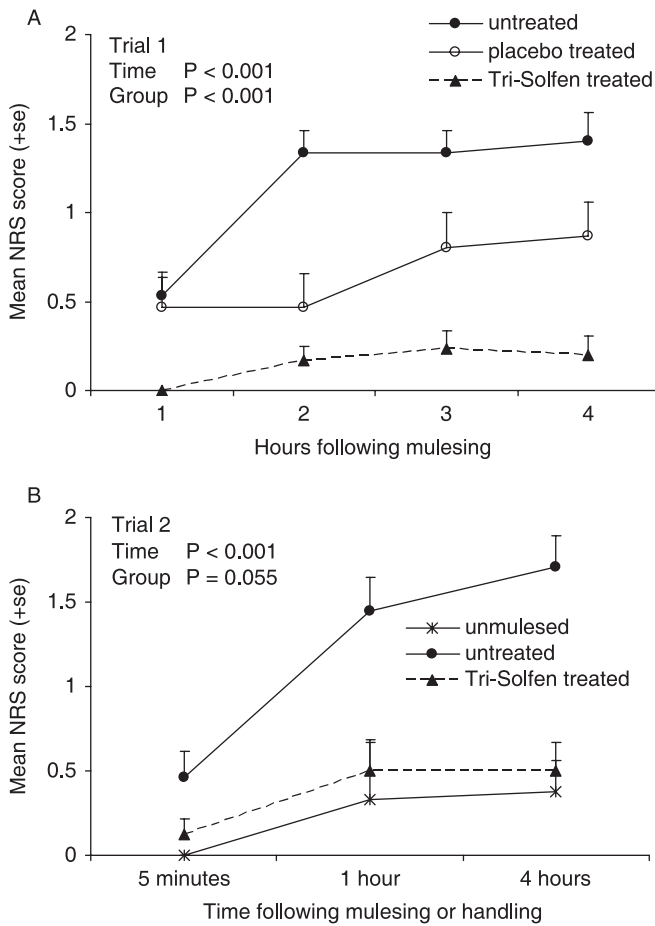 A
untreated
placebo treated
Tri-Solfen treated
Trial 1
Time P < 0.001
Group P < 0.001
Mean NRS score (+se)
2
1.5
1
0.5
0
1 2 3 4
Hours following mulesing
B
Trial 2
Time P < 0.001
Group P = 0.055
unmulesed
untreated
Tri-Solfen treated
Mean NRS score (+se)
2
1.5
1
0.5
0
5 minutes 1 hour 4 hours
Time following mulesing or handling